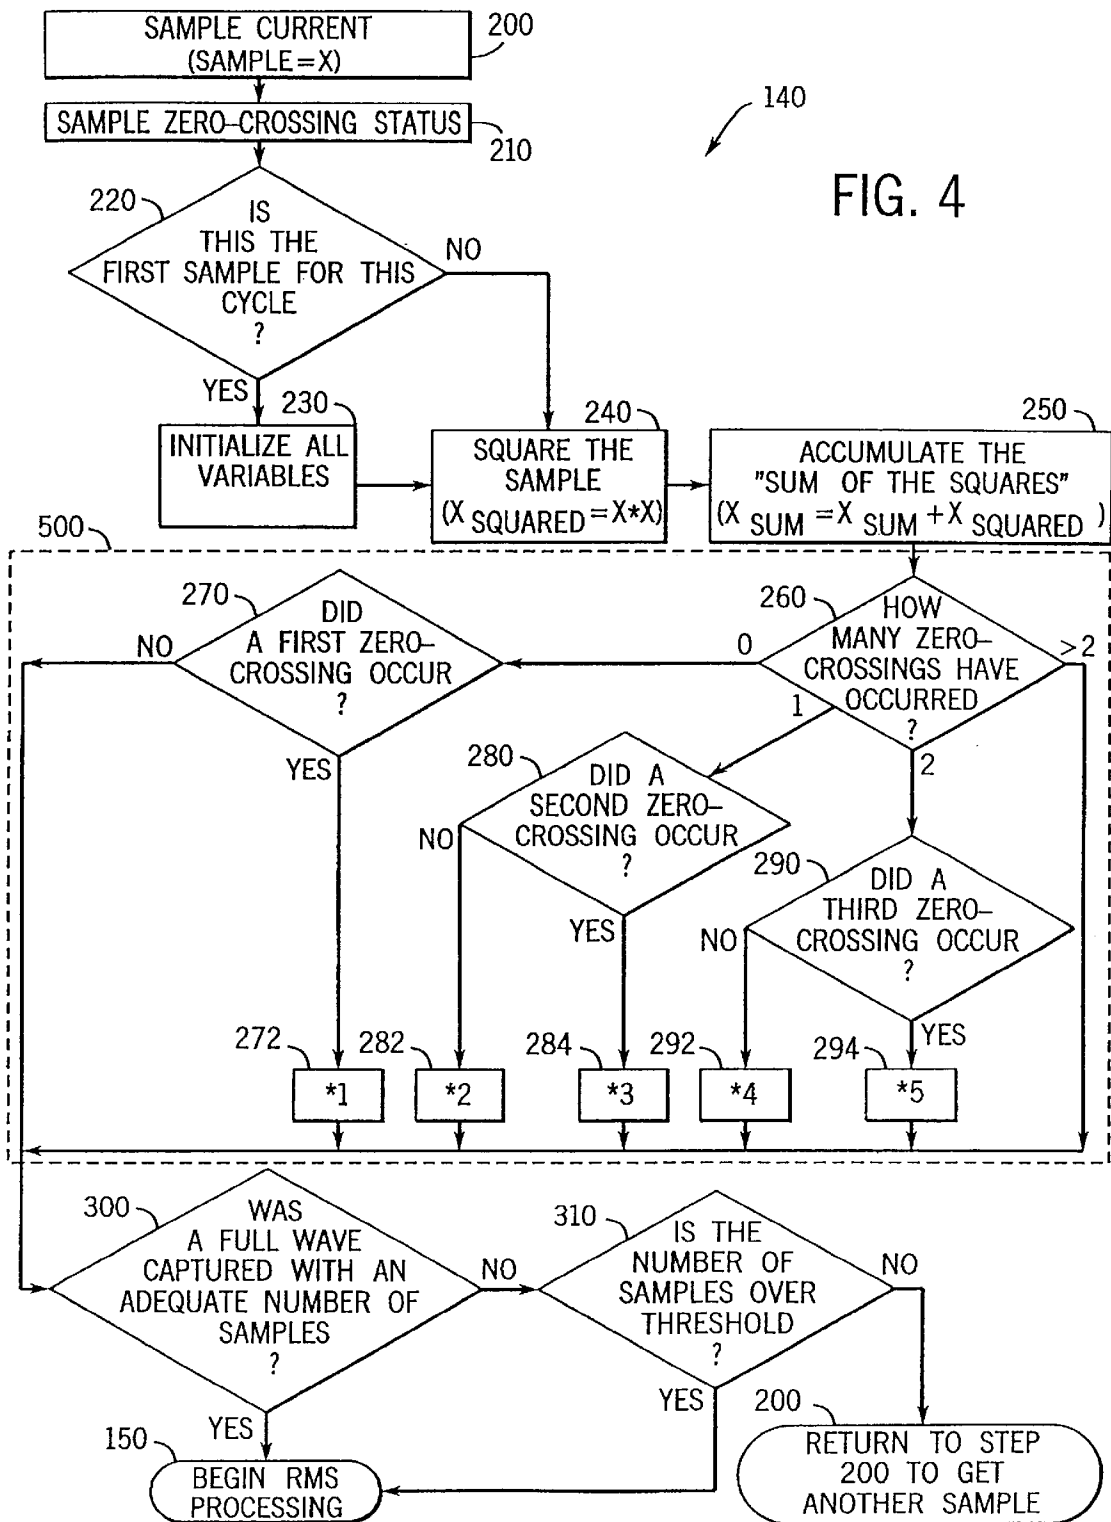 SAMPLE CURRENT
(SAMPLE=X)
200
SAMPLE ZERO-CROSSING STATUS
210
140
FIG. 4
220
IS
THIS THE
FIRST SAMPLE FOR THIS
CYCLE
?
NO
YES
230
INITIALIZE ALL
VARIABLES
240
SQUARE THE
SAMPLE
(X SQUARED=X*X)
250
ACCUMULATE THE
"SUM OF THE SQUARES"
(X SUM =X SUM +X SQUARED )
500
270
DID
A FIRST ZERO-
CROSSING OCCUR
?
NO
YES
260
HOW
MANY ZERO-
CROSSINGS HAVE
OCCURRED
?
0
1
2
>2
280
DID A
SECOND ZERO-
CROSSING OCCUR
?
NO
YES
290
DID A
THIRD ZERO-
CROSSING OCCUR
?
NO
YES
272
*1
282
*2
284
*3
292
*4
294
*5
300
WAS
A FULL WAVE
CAPTURED WITH AN
ADEQUATE NUMBER OF
SAMPLES
?
NO
YES
310
IS THE
NUMBER OF
SAMPLES OVER
THRESHOLD
?
NO
YES
150
BEGIN RMS
PROCESSING
200
RETURN TO STEP
200 TO GET
ANOTHER SAMPLE